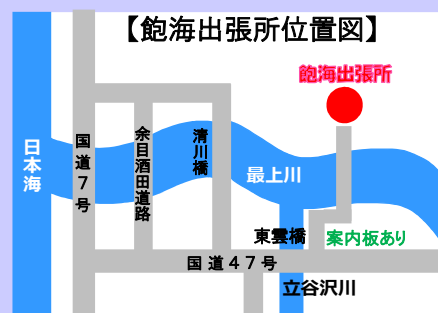 【飽海出張所位置図】
飽海出張所
日本海
国道7号
余目酒田道路
清川橋
最上川
東雲橋
案内板あり
国道47号
立谷沢川